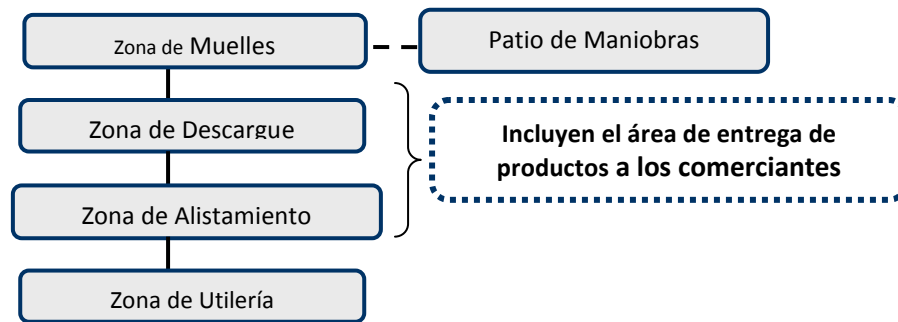 Zona de Muelles
Patio de Maniobras
Zona de Descargue
Incluyen el área de entrega de
productos a los comerciantes
Zona de Alistamiento
Zona de Utilería